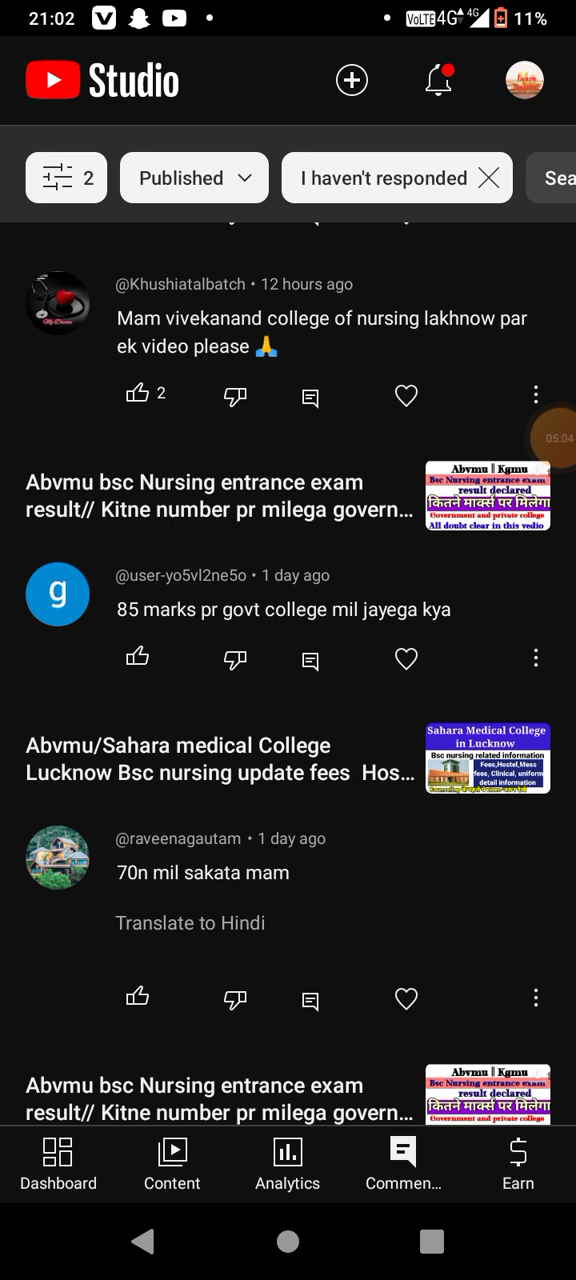 21:02
VoLTE 4G 4G 11%
Studio
2
Published
I haven't responded
Sea
@Khushiatalbatch • 12 hours ago
Mam vivekanand college of nursing lakhnow par
ek video please 🙏
2
05:04
Abvmu bsc Nursing entrance exam
result// Kitne number pr milega govern...
Abvmu || Kgmu
Bsc Nursing entrance exam
result declared
कितने मार्क्स पर मिलेगा
Government and private college
All doubt clear in this vedio
g
@user-yo5vl2ne5o • 1 day ago
85 marks pr govt college mil jayega kya
Abvmu/Sahara medical College
Lucknow Bsc nursing update fees Hos...
Sahara Medical College
in Lucknow
Bsc nursing related information
Fees,Hostel,Mess
fees, Clinical, uniform
detail information
@raveenagautam • 1 day ago
70n mil sakata mam
Translate to Hindi
Abvmu bsc Nursing entrance exam
result// Kitne number pr milega govern...
Abvmu || Kgmu
Bsc Nursing entrance exam
result declared
कितने मार्क्स पर मिलेगा
Government and private college
Dashboard
Content
Analytics
Commen...
Earn